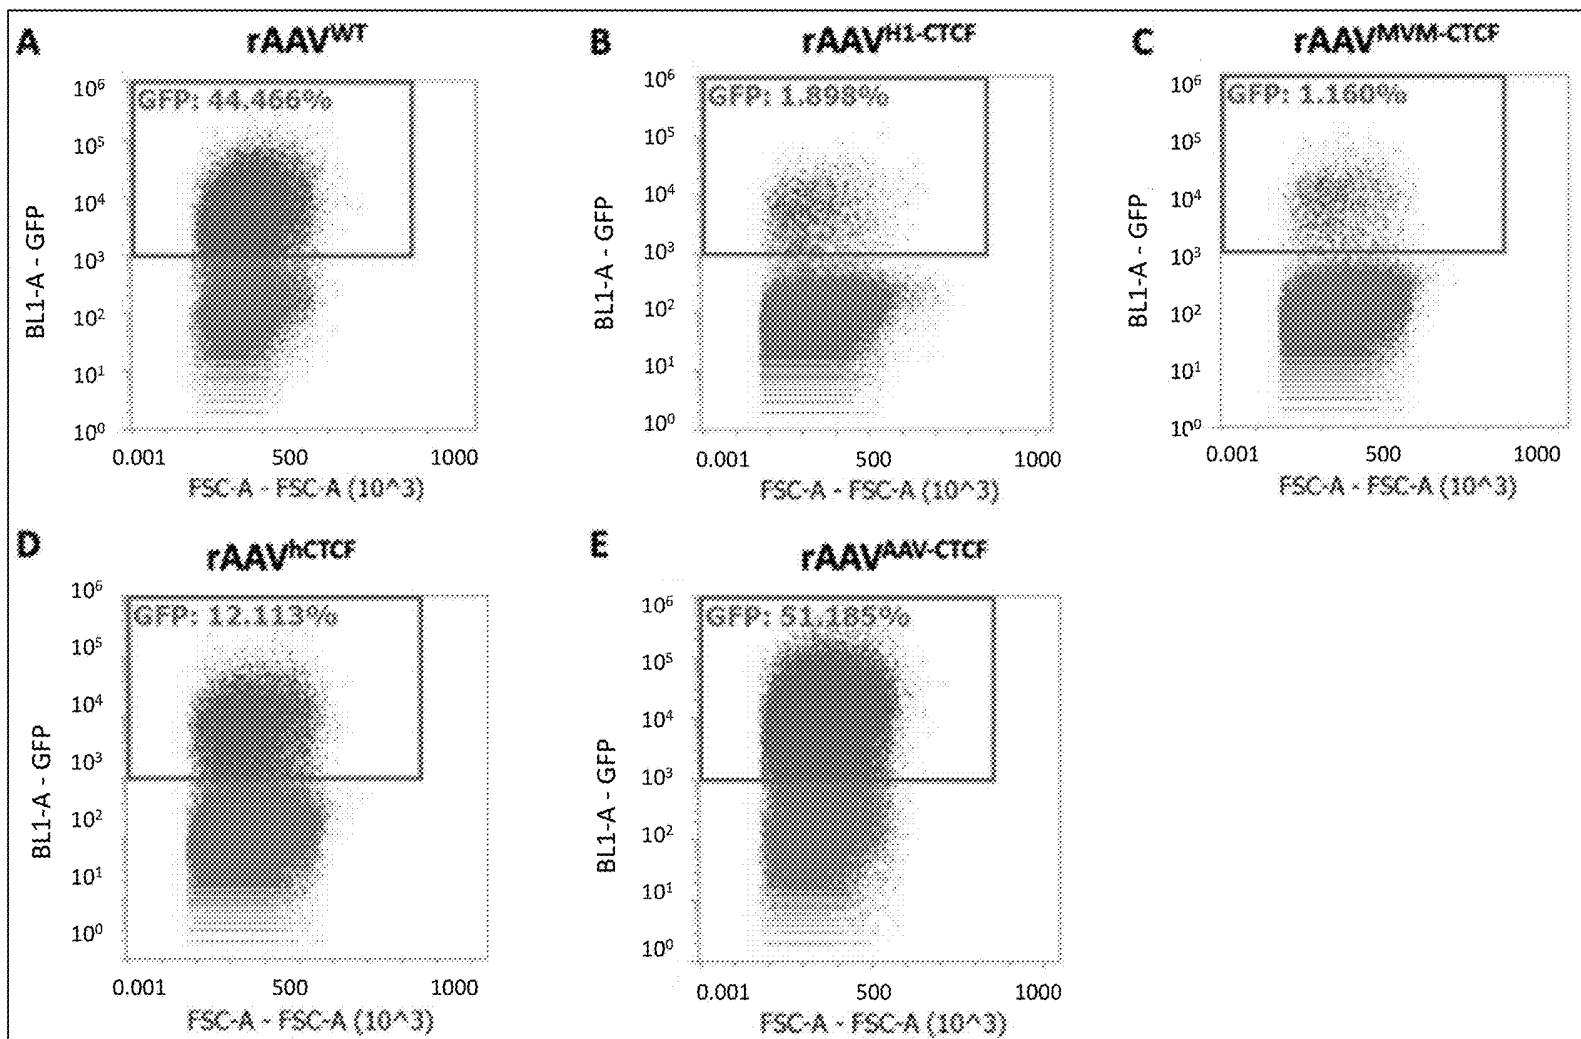 A
rAAV^WT
GFP: 44.466%
10^6
10^5
10^4
10^3
10^2
10^1
10^0
BL1-A - GFP
0.001 500 1000
FSC-A - FSC-A (10^3)
B
rAAV^H1-CTCF
GFP: 1.898%
10^6
10^5
10^4
10^3
10^2
10^1
10^0
BL1-A - GFP
0.001 500 1000
FSC-A - FSC-A (10^3)
C
rAAV^MVM-CTCF
GFP: 1.160%
10^6
10^5
10^4
10^3
10^2
10^1
10^0
BL1-A - GFP
0.001 500 1000
FSC-A - FSC-A (10^3)
D
rAAV^hCTCF
GFP: 12.113%
10^6
10^5
10^4
10^3
10^2
10^1
10^0
BL1-A - GFP
0.001 500 1000
FSC-A - FSC-A (10^3)
E
rAAV^AAV-CTCF
GFP: 51.185%
10^6
10^5
10^4
10^3
10^2
10^1
10^0
BL1-A - GFP
0.001 500 1000
FSC-A - FSC-A (10^3)